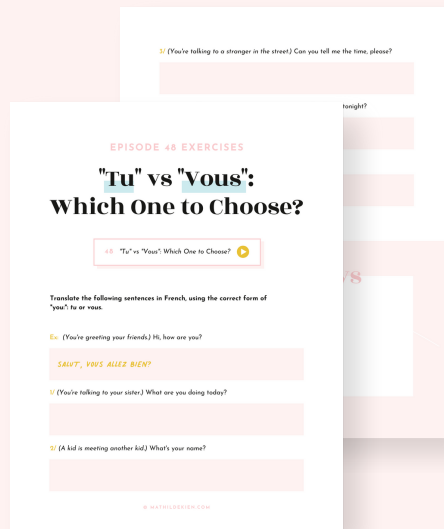 3/ (You're talking to a stranger in the street.) Can you tell me the time, please?
tonight?
EPISODE 48 EXERCISES
"Tu" vs "Vous":
Which One to Choose?
48 "Tu" vs "Vous": Which One to Choose?
Translate the following sentences in French, using the correct form of
"you:": tu or vous.
Ex: (You're greeting your friends.) Hi, how are you?
SALUT, VOUS ALLEZ BIEN?
1/ (You're talking to your sister.) What are you doing today?
2/ (A kid is meeting another kid.) What's your name?